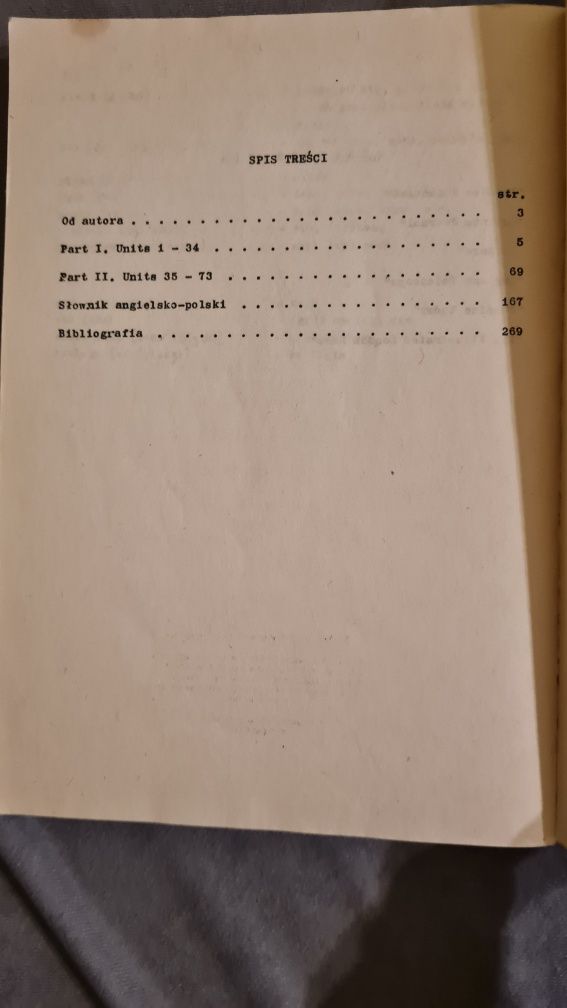 SPIS TREŚCI
str.
Od autora . . . . . . . . . . . . . . . . . . . . . . . . . . 3
Part I. Units 1 - 34 . . . . . . . . . . . . . . . . . . . . 5
Part II. Units 35 - 73 . . . . . . . . . . . . . . . . . . . 69
Słownik angielsko-polski . . . . . . . . . . . . . . . . . . 167
Bibliografia . . . . . . . . . . . . . . . . . . . . . . . . 269